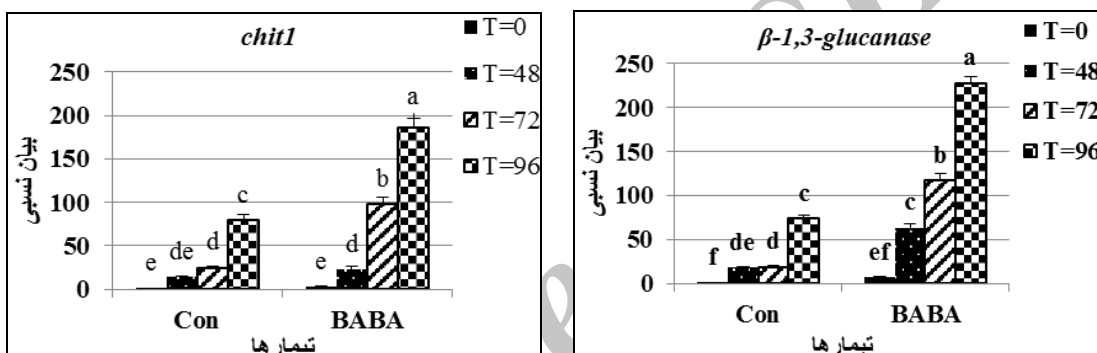 chit1
T=0
T=48
T=72
T=96
250
200
150
100
50
0
بیان نسبی
e
de
d
c
e
d
b
a
Con
BABA
تیمارها
β-1,3-glucanase
T=0
T=48
T=72
T=96
250
200
150
100
50
0
بیان نسبی
f
de
d
c
ef
c
b
a
Con
BABA
تیمارها